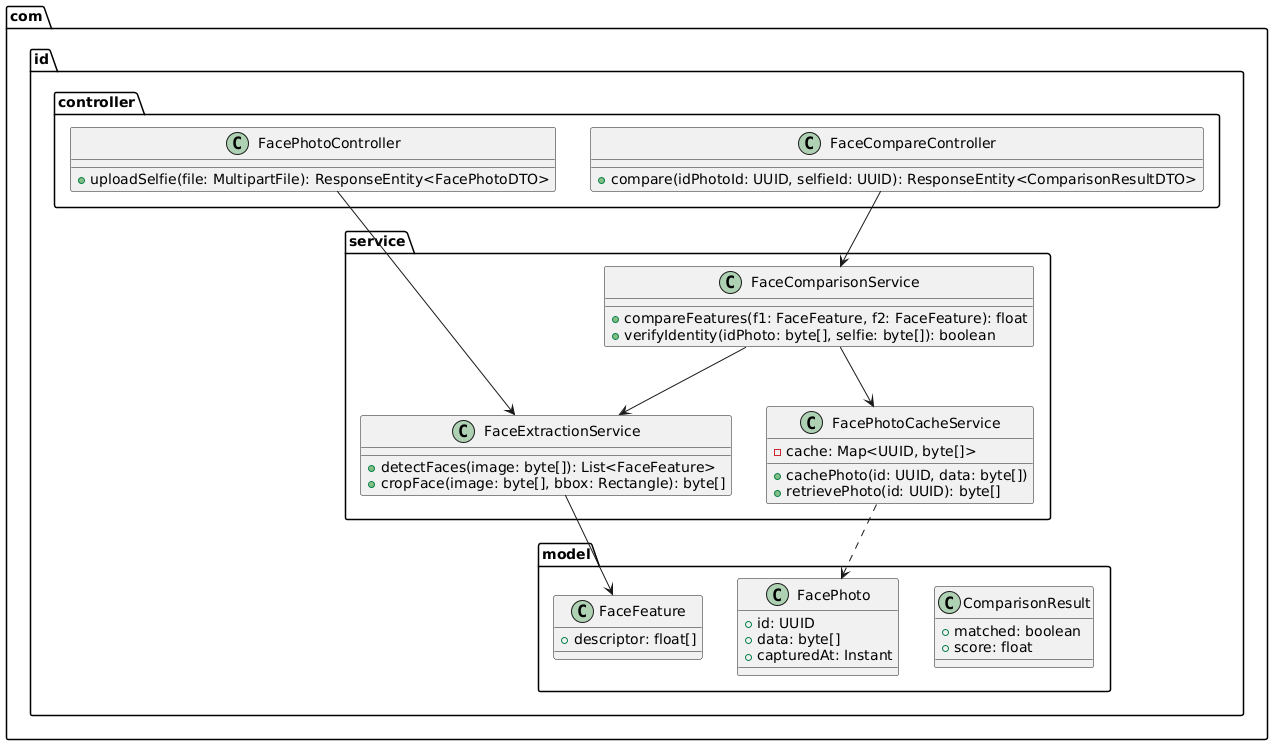 com
id
controller
C FacePhotoController
uploadSelfie(file: MultipartFile): ResponseEntity<FacePhotoDTO>
C FaceCompareController
compare(idPhotoId: UUID, selfieId: UUID): ResponseEntity<ComparisonResultDTO>
service
C FaceComparisonService
compareFeatures(f1: FaceFeature, f2: FaceFeature): float
verifyIdentity(idPhoto: byte[], selfie: byte[]): boolean
C FaceExtractionService
detectFaces(image: byte[]): List<FaceFeature>
cropFace(image: byte[], bbox: Rectangle): byte[]
C FacePhotoCacheService
cache: Map<UUID, byte[]>
cachePhoto(id: UUID, data: byte[])
retrievePhoto(id: UUID): byte[]
model
C FaceFeature
descriptor: float[]
C FacePhoto
id: UUID
data: byte[]
capturedAt: Instant
C ComparisonResult
matched: boolean
score: float